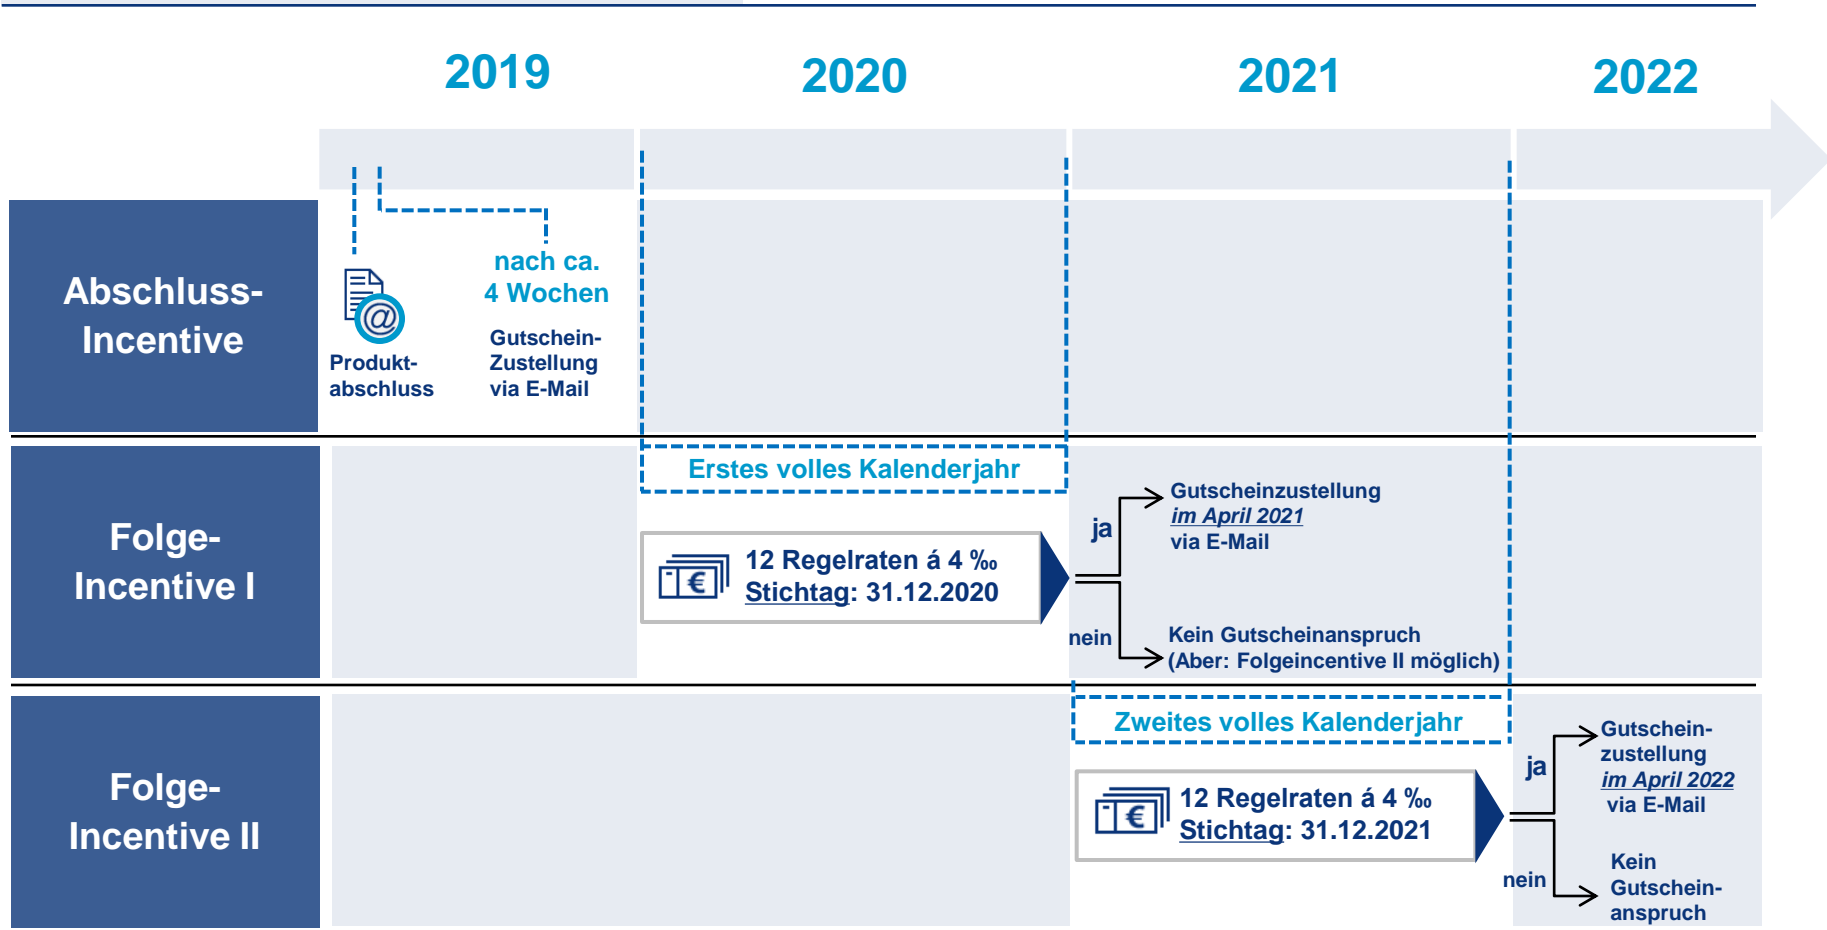 2019
2020
2021
2022
Abschluss-
Incentive
@
Produkt-
abschluss
nach ca.
4 Wochen
Gutschein-
Zustellung
via E-Mail
Folge-
Incentive I
Erstes volles Kalenderjahr
€
12 Regelraten á 4 ‰
Stichtag: 31.12.2020
ja
Gutscheinzustellung
im April 2021
via E-Mail
nein
Kein Gutscheinanspruch
(Aber: Folgeincentive II möglich)
Folge-
Incentive II
Zweites volles Kalenderjahr
€
12 Regelraten á 4 ‰
Stichtag: 31.12.2021
ja
Gutschein-
zustellung
im April 2022
via E-Mail
nein
Kein
Gutschein-
anspruch